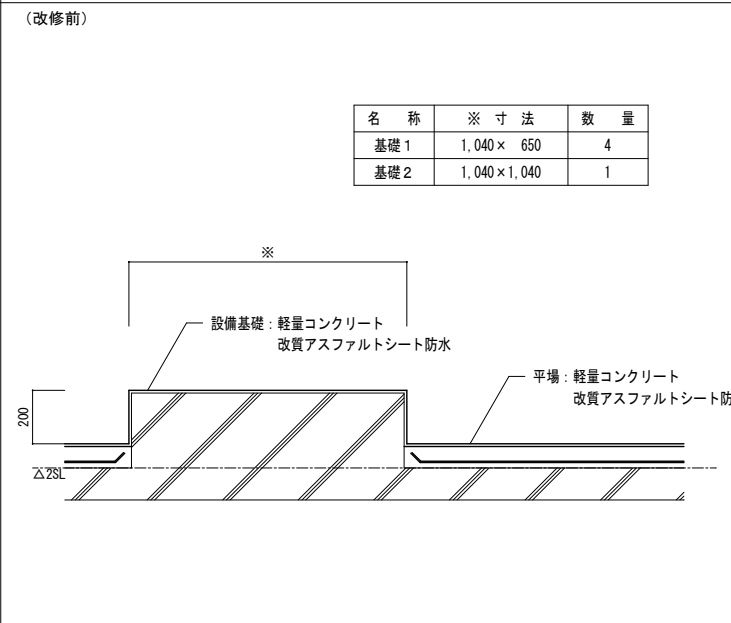 (改修前)
名　称　※ 寸 法　数　量
基礎1　1,040×　650　4
基礎2　1,040×1,040　1
※
設備基礎：軽量コンクリート
改質アスファルトシート防水
平場：軽量コンクリート
改質アスファルトシート防
200
△2SL